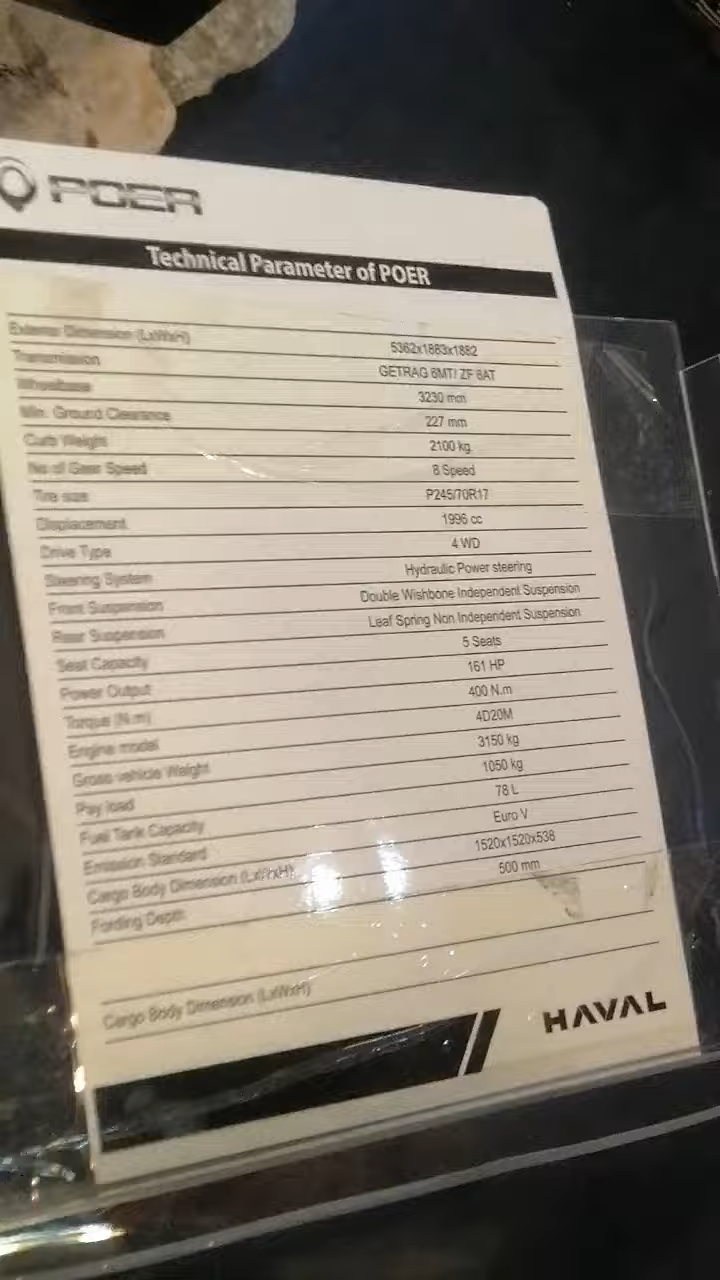 POER
Technical Parameter of POER
Exterior Dimension (LxWxH) 5362x1883x1882
Transmission GETRAG 6MT/ ZF 8AT
Wheelbase 3230 mm
Min. Ground Clearance 227 mm
Curb Weight 2100 kg
No of Gear Speed 8 Speed
Tire size P245/70R17
Displacement 1996 cc
Drive Type 4 WD
Steering System Hydraulic Power steering
Front Suspension Double Wishbone Independent Suspension
Rear Suspension Leaf Spring Non Independent Suspension
Seat Capacity 5 Seats
Power Output 161 HP
Torque (N.m) 400 N.m
Engine model 4D20M
Gross vehicle Weight 3150 kg
Pay load 1050 kg
Fuel Tank Capacity 78 L
Emission Standard Euro V
Cargo Body Dimension (LxWxH) 1520x1520x538
Fording Depth 500 mm
Cargo Body Dimension (LxWxH)
HAVAL